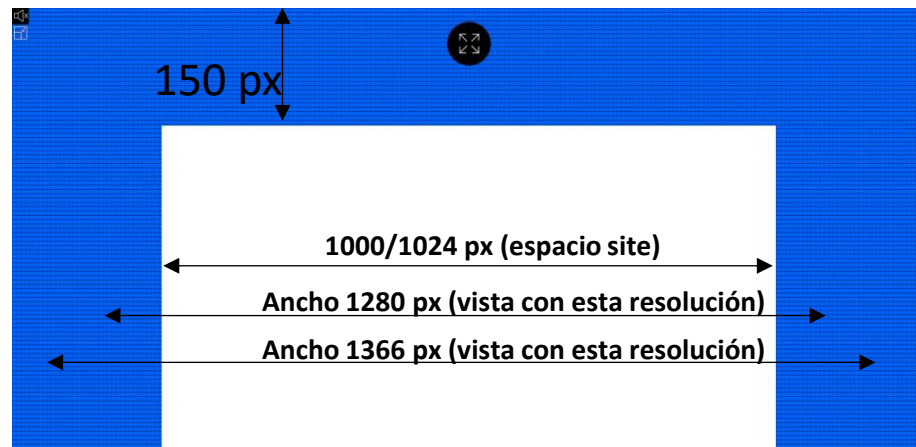 150 px
1000/1024 px (espacio site)
Ancho 1280 px (vista con esta resolución)
Ancho 1366 px (vista con esta resolución)